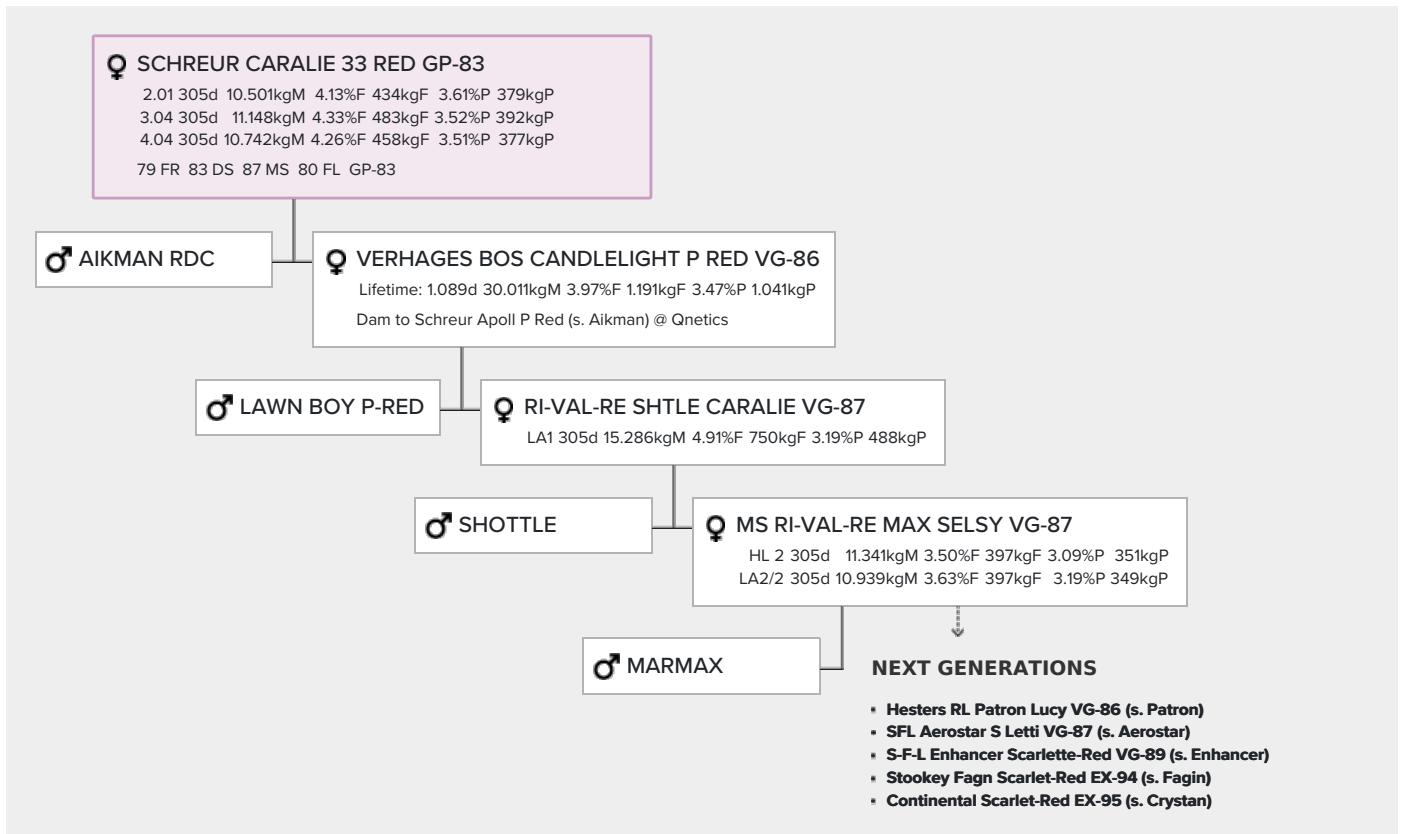 SCHREUR CARALIE 33 RED GP-83
2.01 305d 10.501kgM 4.13%F 434kgF 3.61%P 379kgP
3.04 305d 11.148kgM 4.33%F 483kgF 3.52%P 392kgP
4.04 305d 10.742kgM 4.26%F 458kgF 3.51%P 377kgP
79 FR 83 DS 87 MS 80 FL GP-83
AIKMAN RDC
VERHAGES BOS CANDLELIGHT P RED VG-86
Lifetime: 1.089d 30.011kgM 3.97%F 1.191kgF 3.47%P 1.041kgP
Dam to Schreur Apoll P Red (s. Aikman) @ Qnetics
LAWN BOY P-RED
RI-VAL-RE SHTLE CARALIE VG-87
LA1 305d 15.286kgM 4.91%F 750kgF 3.19%P 488kgP
SHOTTLE
MS RI-VAL-RE MAX SELSY VG-87
HL 2 305d 11.341kgM 3.50%F 397kgF 3.09%P 351kgP
LA2/2 305d 10.939kgM 3.63%F 397kgF 3.19%P 349kgP
MARMAX
NEXT GENERATIONS
Hesters RL Patron Lucy VG-86 (s. Patron)
SFL Aerostar S Letti VG-87 (s. Aerostar)
S-F-L Enhancer Scarlette-Red VG-89 (s. Enhancer)
Stookey Fagn Scarlet-Red EX-94 (s. Fagin)
Continental Scarlet-Red EX-95 (s. Crystan)